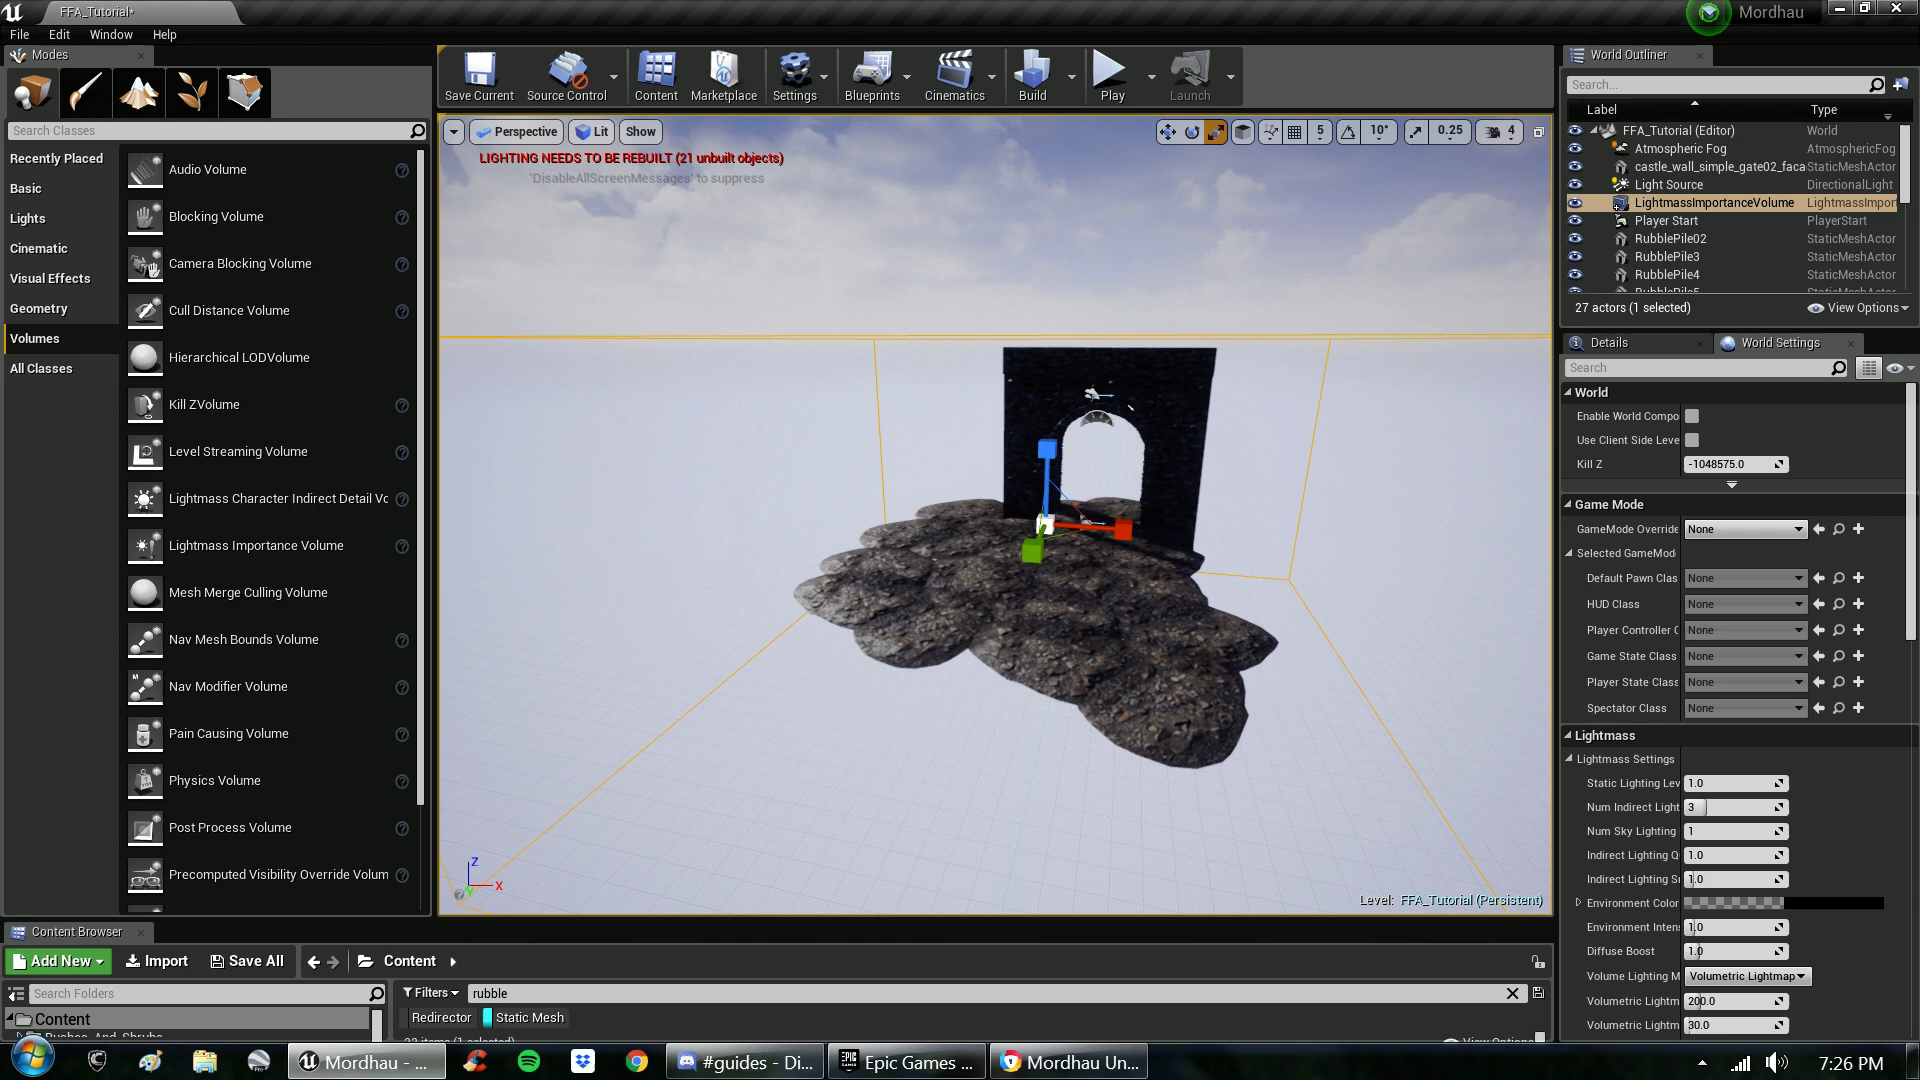 FFA_Tutorial*
Mordhau
File Edit Window Help
Modes
Search Classes
Recently Placed
Basic
Lights
Cinematic
Visual Effects
Geometry
Volumes
All Classes
Audio Volume
Blocking Volume
Camera Blocking Volume
Cull Distance Volume
Hierarchical LODVolume
Kill ZVolume
Level Streaming Volume
Lightmass Character Indirect Detail Vo
Lightmass Importance Volume
Mesh Merge Culling Volume
Nav Mesh Bounds Volume
Nav Modifier Volume
Pain Causing Volume
Physics Volume
Post Process Volume
Precomputed Visibility Override Volum
Save Current Source Control Content Marketplace Settings Blueprints Cinematics Build Play Launch
Perspective Lit Show
5 10° 0.25 4
LIGHTING NEEDS TO BE REBUILT (21 unbuilt objects)
'DisableAllScreenMessages' to suppress
Z
X
Y
Level: FFA_Tutorial (Persistent)
World Outliner
Search...
Label Type
FFA_Tutorial (Editor) World
Atmospheric Fog AtmosphericFog
castle_wall_simple_gate02_faca StaticMeshActor
Light Source DirectionalLight
LightmassImportanceVolume LightmassImport
Player Start PlayerStart
RubblePile02 StaticMeshActor
RubblePile3 StaticMeshActor
RubblePile4 StaticMeshActor
RubblePile5 StaticMeshActor
27 actors (1 selected) View Options
Details World Settings
Search
World
Enable World Compo
Use Client Side Leve
Kill Z -1048575.0
Game Mode
GameMode Override None
Selected GameMode
Default Pawn Clas None
HUD Class None
Player Controller C None
Game State Class None
Player State Class None
Spectator Class None
Lightmass
Lightmass Settings
Static Lighting Lev 1.0
Num Indirect Light 3
Num Sky Lighting 1
Indirect Lighting Q 1.0
Indirect Lighting S 1.0
Environment Color
Environment Inten 1.0
Diffuse Boost 1.0
Volume Lighting M Volumetric Lightmap
Volumetric Lightm 200.0
Volumetric Lightm 30.0
Content Browser
Add New Import Save All Content
Search Folders
Content
Bushes_And_Shrubs
Filters rubble
Redirector Static Mesh
22 items (1 selected) View Options
Mordhau - ... #guides - Di... Epic Games ... Mordhau Un... 7:26 PM